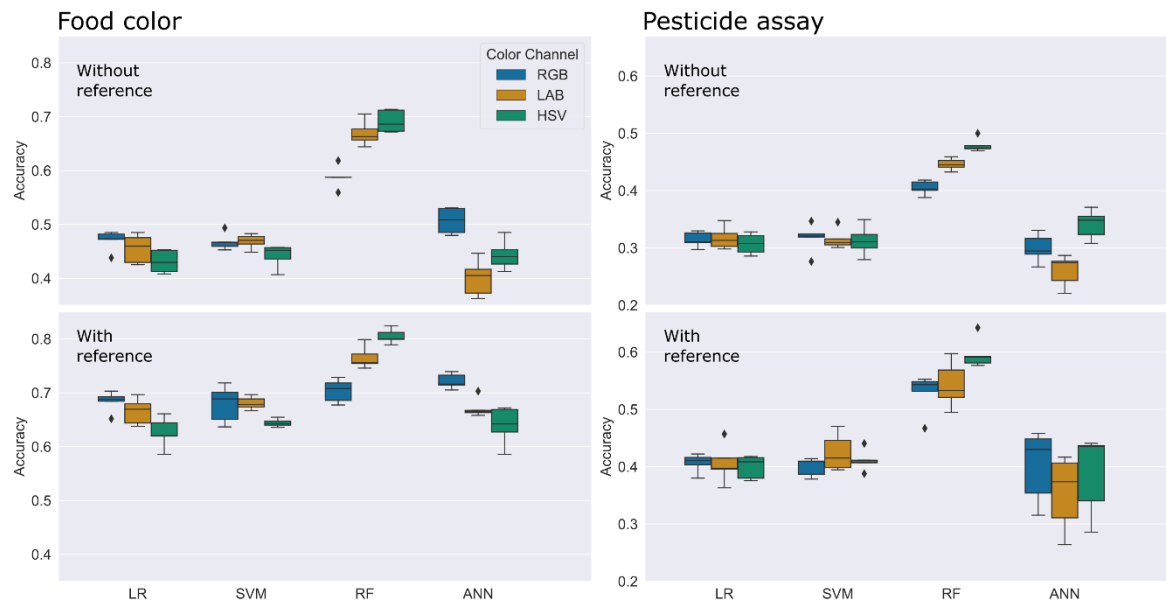 Food color
Pesticide assay
0.8
0.7
0.6
0.5
0.4
Accuracy
Without
reference
Color Channel
RGB
LAB
HSV
0.6
0.5
0.4
0.3
0.2
Accuracy
Without
reference
0.8
0.7
0.6
0.5
0.4
Accuracy
With
reference
LR SVM RF ANN
0.6
0.5
0.4
0.3
0.2
Accuracy
With
reference
LR SVM RF ANN